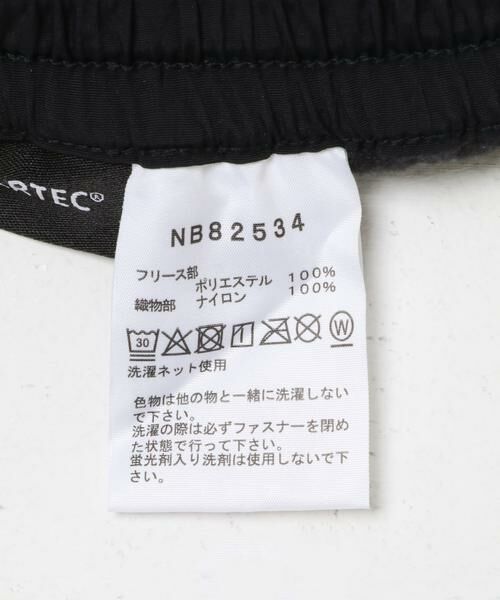 RTEC®
NB82534
フリース部 ポリエステル 100%
織物部 ナイロン 100%
30 W
洗濯ネット使用
色物は他の物と一緒に洗濯しない
で下さい。
洗濯の際は必ずファスナーを閉め
た状態で行って下さい。
蛍光剤入り洗剤は使用しないで下
さい。